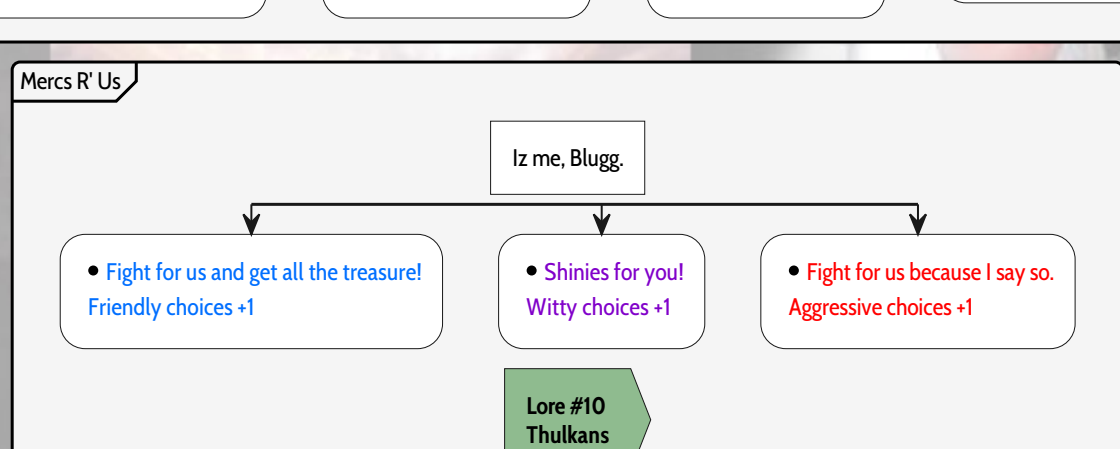 Mercs R' Us
Iz me, Blugg.
• Fight for us and get all the treasure!
Friendly choices +1
• Shinies for you!
Witty choices +1
• Fight for us because I say so.
Aggressive choices +1
Lore #10
Thulkans